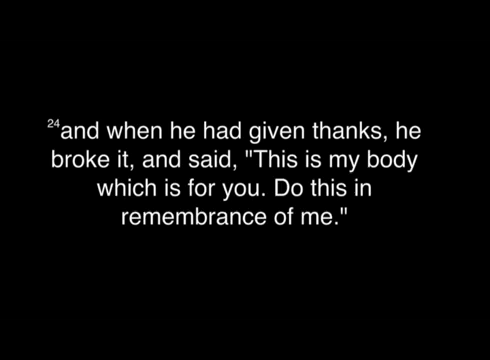 24and when he had given thanks, he
broke it, and said, "This is my body
which is for you. Do this in
remembrance of me."